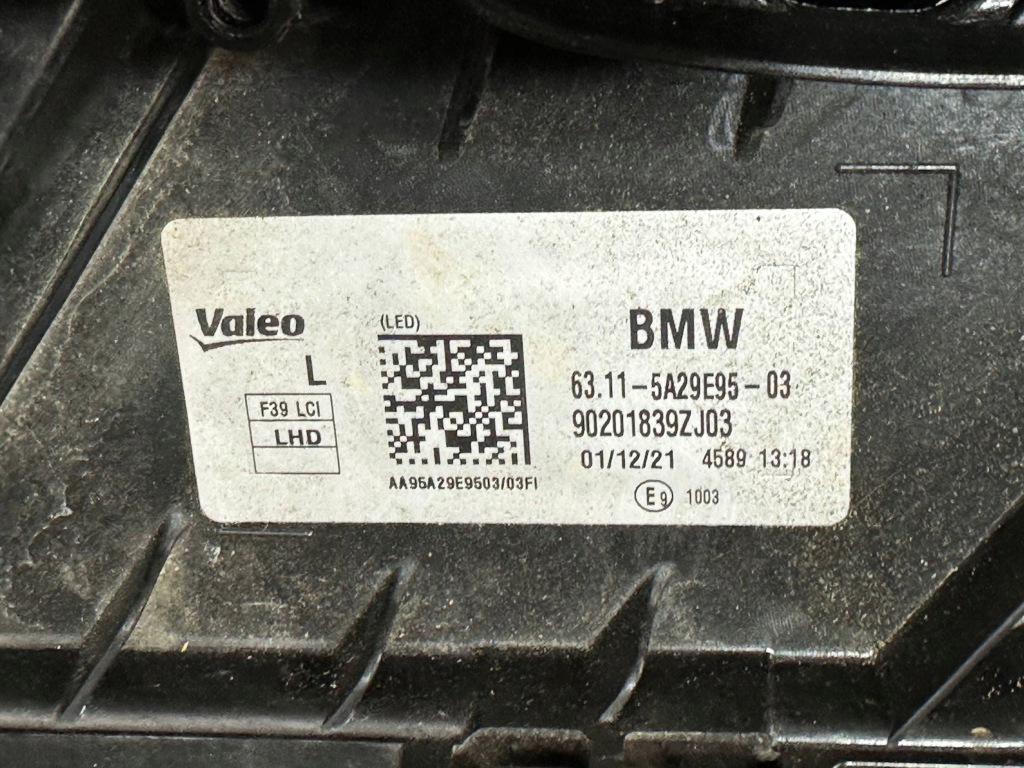 Valeo
L
F39 LCI
LHD
(LED)
AA95A29E9503/03FI
BMW
63.11-5A29E95-03
90201839ZJ03
01/12/21 4589 13:18
E9 1003